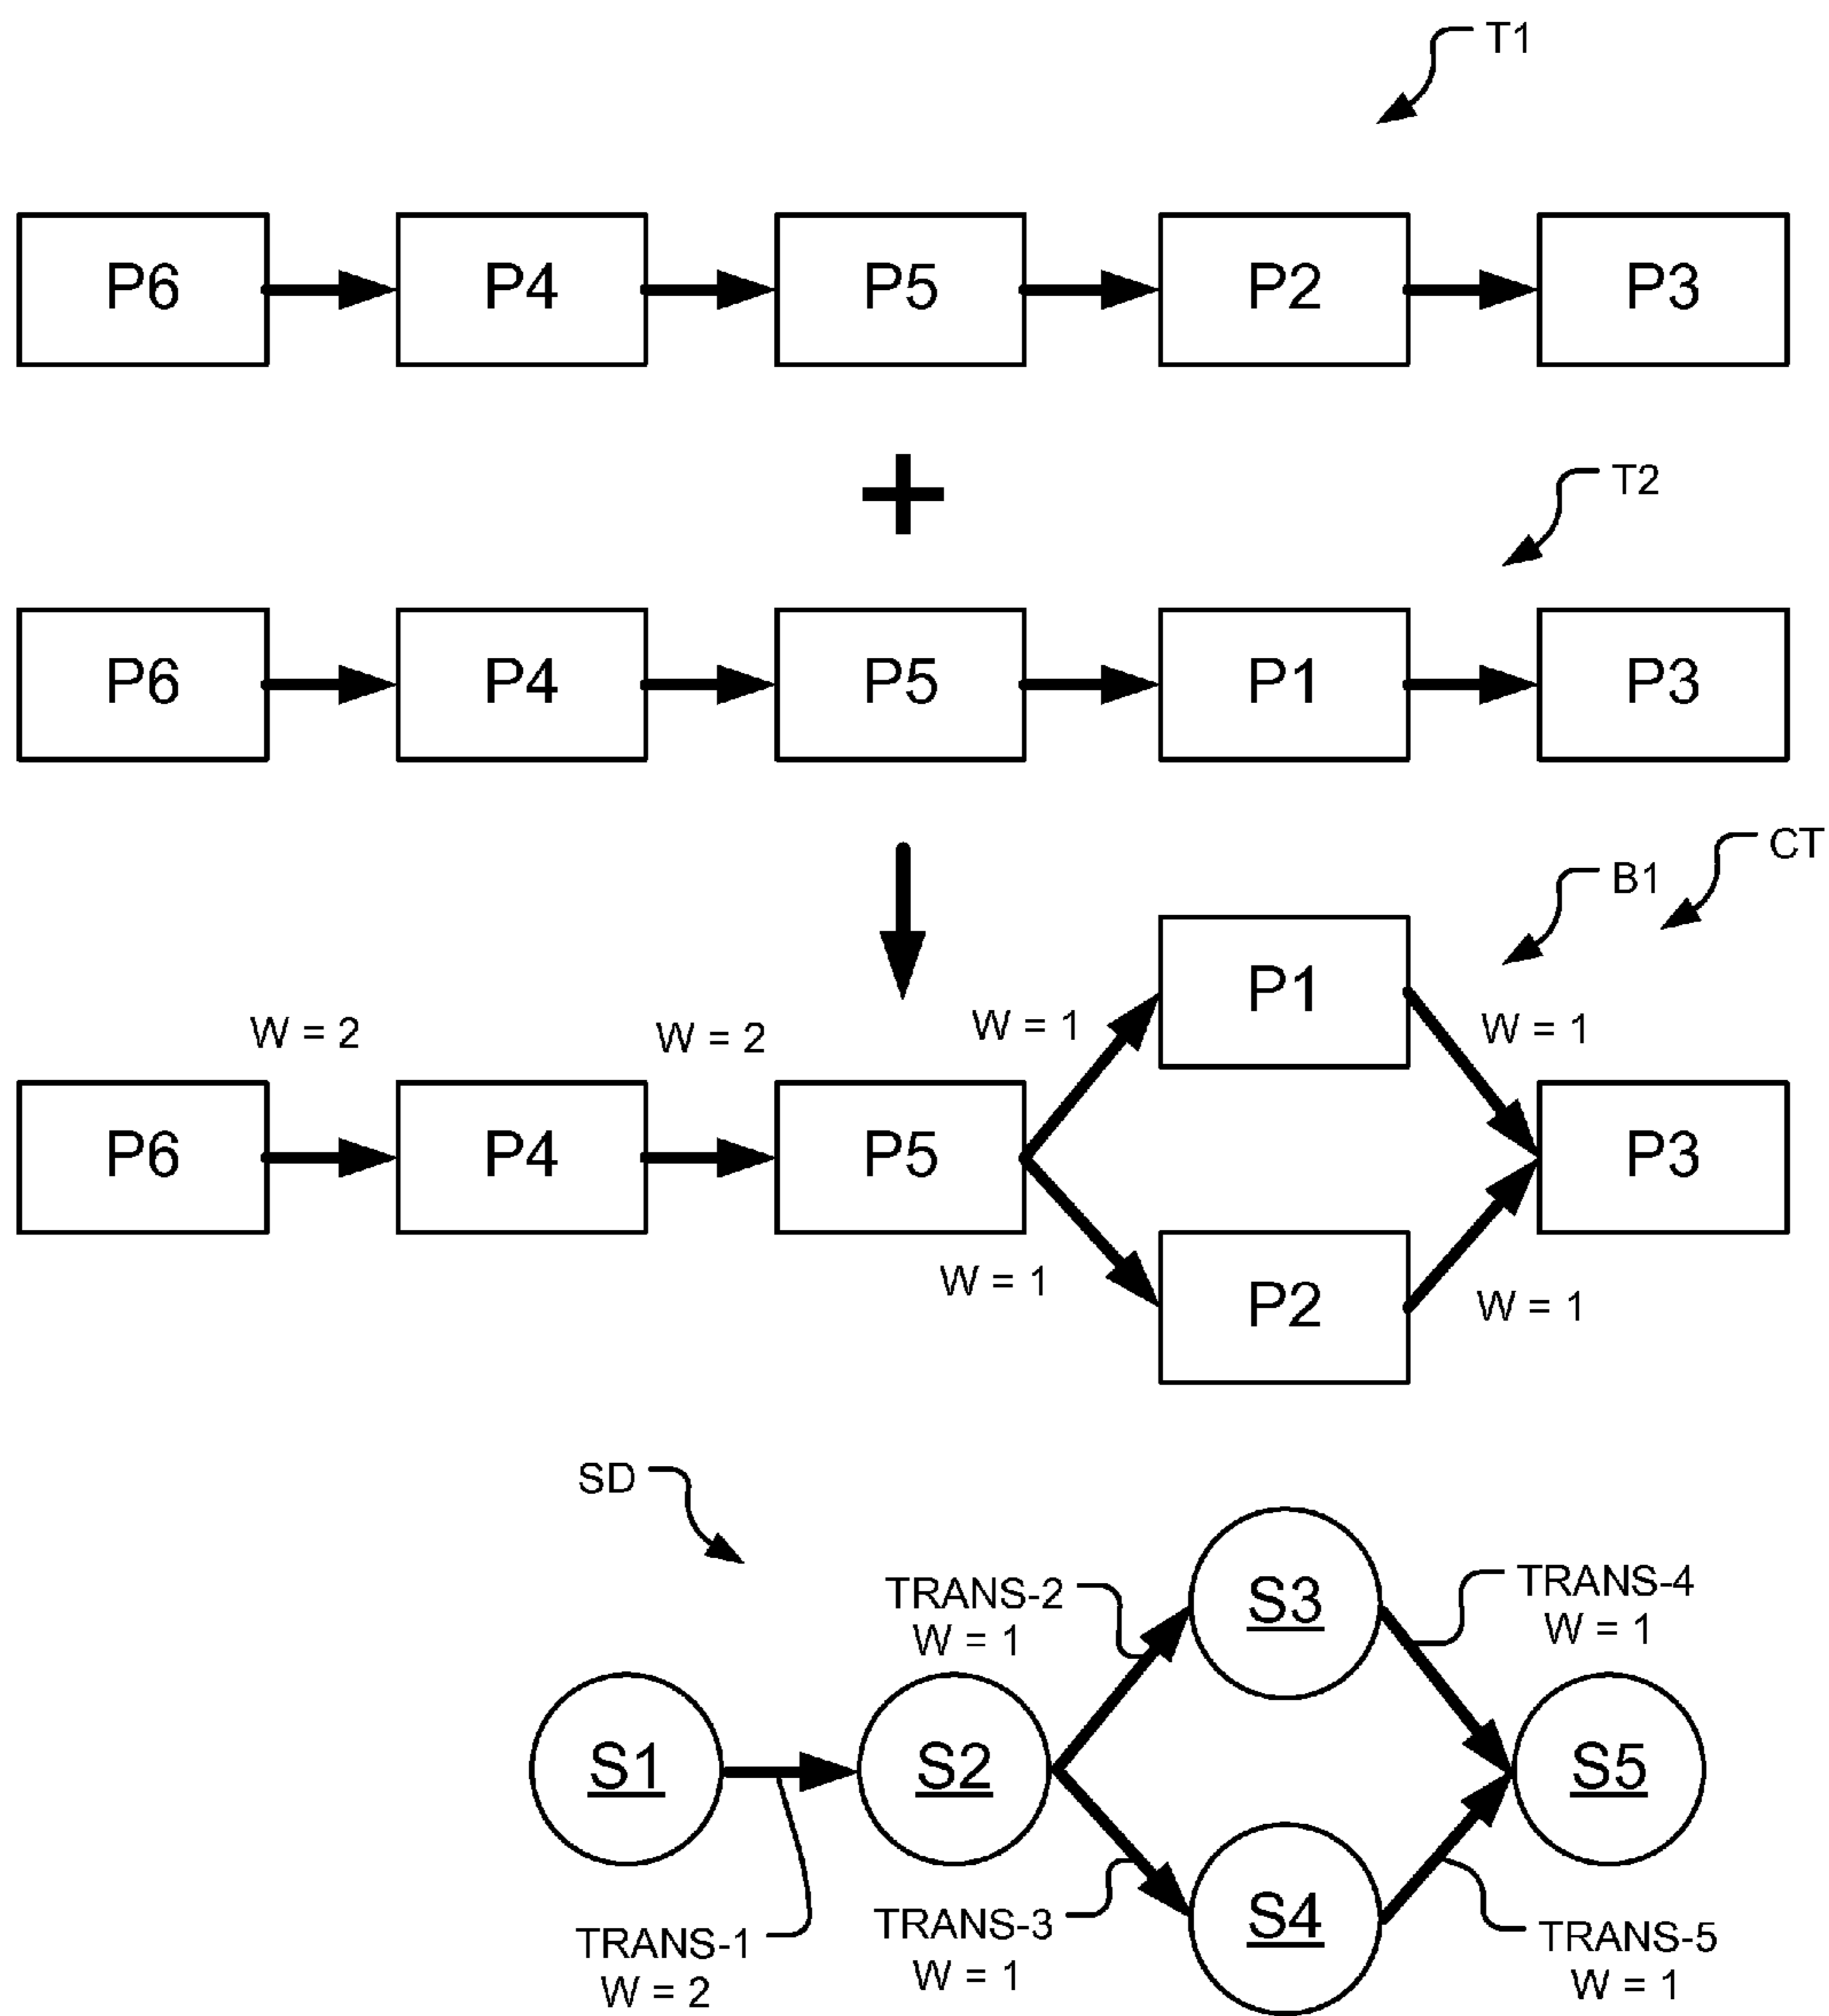 T1
P6 P4 P5 P2 P3
+
T2
P6 P4 P5 P1 P3
CT
B1
P1
W = 2 W = 2 W = 1 W = 1
P6 P4 P5 P3
W = 1 W = 1
P2
SD
TRANS-2
W = 1
S3
TRANS-4
W = 1
S1 S2 S5
S4
TRANS-1
W = 2
TRANS-3
W = 1
TRANS-5
W = 1